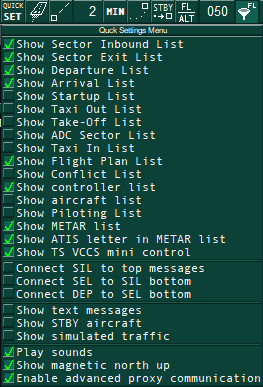 QUICK SET 2 MIN STBY FL ALT 050 FL
Quck Settings Menu
Show Sector Inbound List
Show Sector Exit List
Show Departure List
Show Arrival List
Show Startup List
Show Taxi Out List
Show Take-Off List
Show ADC Sector List
Show Taxi In List
Show Flight Plan List
Show Conflict List
Show controller list
Show aircraft list
Show Piloting List
Show METAR list
Show ATIS letter in METAR list
Show TS VCCS mini control
Connect SIL to top messages
Connect SEL to SIL bottom
Connect DEP to SEL bottom
Show text messages
Show STBY aircraft
Show simulated traffic
Play sounds
Show magnetic north up
Enable advanced proxy communication